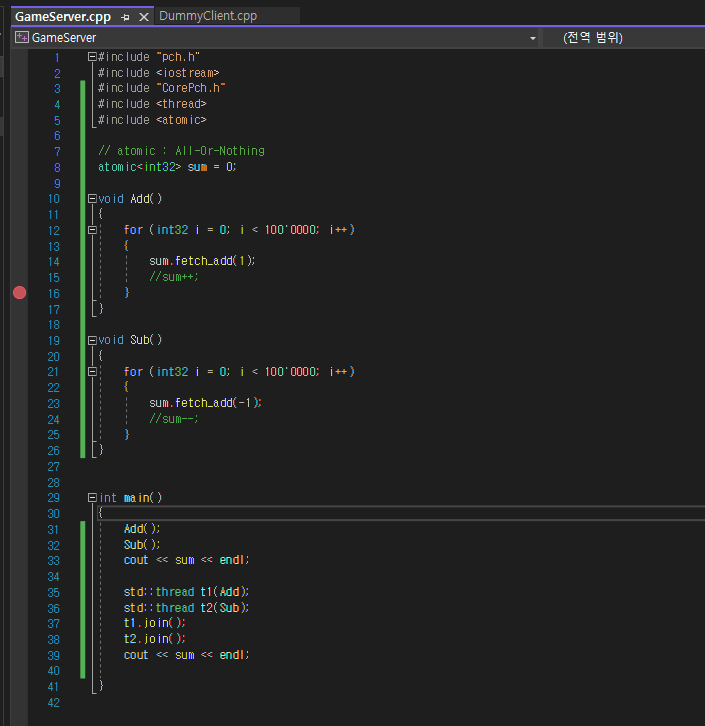 GameServer.cpp DummyClient.cpp
GameServer (전역 범위)
1 #include "pch.h"
2 #include <iostream>
3 #include "CorePch.h"
4 #include <thread>
5 #include <atomic>
6
7 // atomic ; All-Or-Nothing
8 atomic<int32> sum = 0;
9
10 void Add()
11 {
12 for (int32 i = 0; i < 100'0000; i++)
13 {
14 sum.fetch_add(1);
15 //sum++;
16 }
17 }
18
19 void Sub()
20 {
21 for (int32 i = 0; i < 100'0000; i++)
22 {
23 sum.fetch_add(-1);
24 //sum--;
25 }
26 }
27
28
29 int main()
30 {
31 Add();
32 Sub();
33 cout << sum << endl;
34
35 std::thread t1(Add);
36 std::thread t2(Sub);
37 t1.join();
38 t2.join();
39 cout << sum << endl;
40
41 }
42